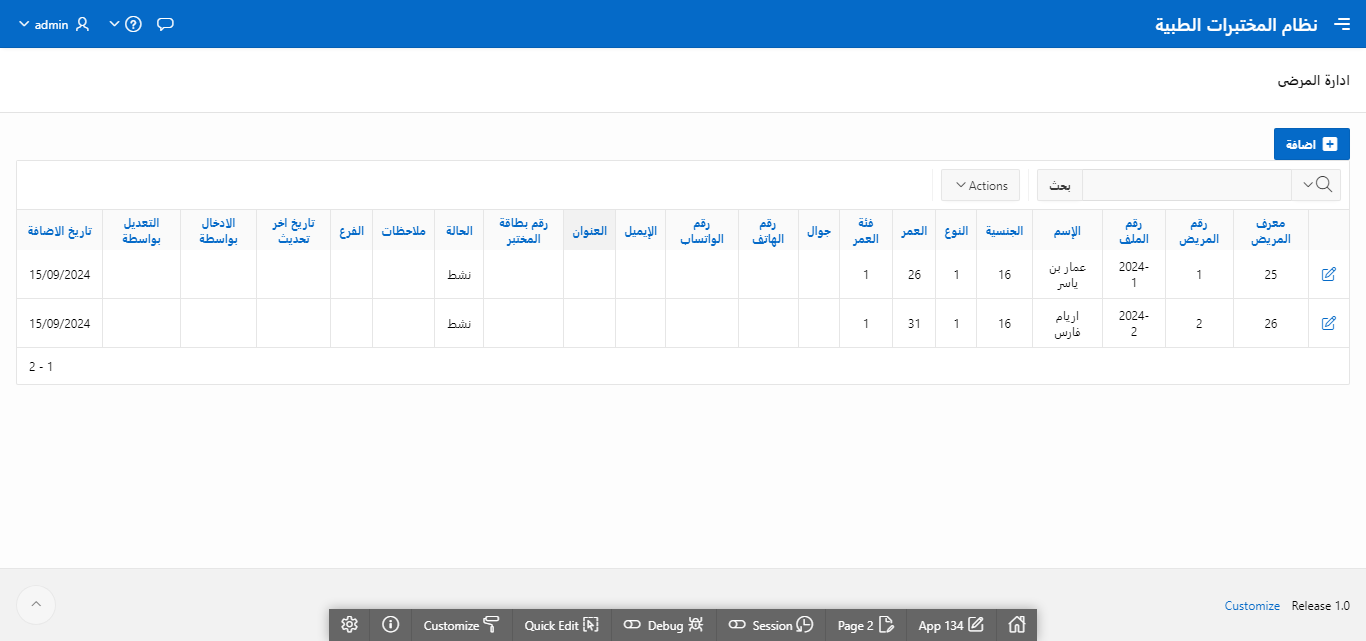 نظام المختبرات الطبية
admin
ادارة المرضى
اضافة
بحث
Actions
معرف المريض
رقم المريض
رقم الملف
الإسم
الجنسية
النوع
العمر
فئة العمر
جوال
رقم الهاتف
رقم الواتساب
الإيميل
العنوان
رقم بطاقة المختبر
الحالة
ملاحظات
الفرع
تاريخ اخر تحديث
الادخال بواسطة
التعديل بواسطة
تاريخ الاضافة
25
1
2024-1
عمار بن ياسر
16
1
26
1
نشط
15/09/2024
26
2
2024-2
اريام فارس
16
1
31
1
نشط
15/09/2024
1 - 2
Release 1.0
Customize
App 134
Page 2
Session
Debug
Quick Edit
Customize